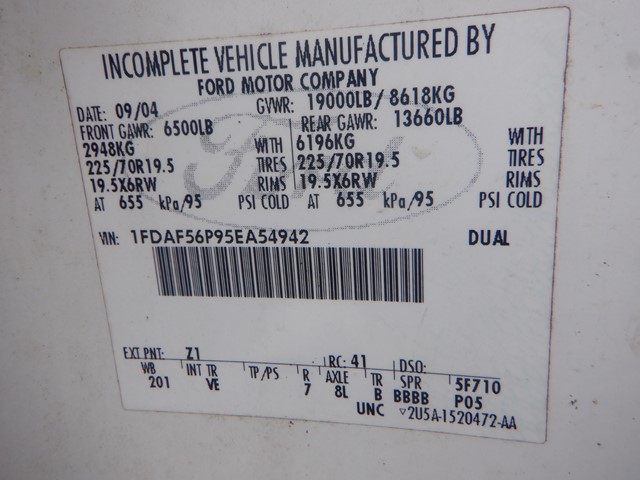 INCOMPLETE VEHICLE MANUFACTURED BY
FORD MOTOR COMPANY
DATE: 09/04 GVWR: 19000LB/ 8618KG
FRONT GAWR: 6500LB REAR GAWR: 13660LB
2948KG WITH 6196KG WITH
225/70R19.5 TIRES 225/70R19.5 TIRES
19.5X6RW RIMS 19.5X6RW RIMS
AT 655 kPa/95 PSI COLD AT 655 kPa/95 PSI COLD
VIN: 1FDAF56P95EA54942 DUAL
EXT PNT: Z1 RC: 41 DSO:
WB INT TR TP/PS R AXLE TR SPR 5F710
201 VE 7 8L B BBBB P05
UNC ▽2U5A-1520472-AA
Ford